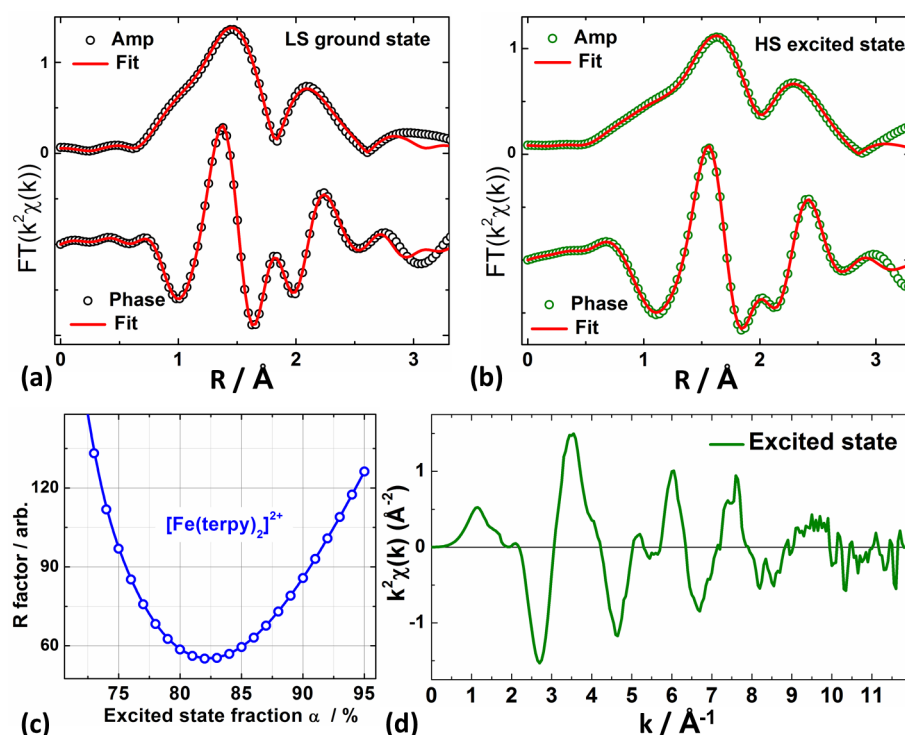 Amp
Fit
LS ground state
1
0
FT(k²χ(k))
Phase
Fit
0 1 2 3
(a)
R / Å
Amp
Fit
HS excited state
1
0
FT(k²χ(k))
Phase
Fit
0 1 2 3
(b)
R / Å
120
90
60
R factor / arb.
[Fe(terpy)₂]²⁺
75 80 85 90 95
(c)
Excited state fraction α / %
Excited state
1
0
-1
k²χ(k) (Å⁻²)
0 1 2 3 4 5 6 7 8 9 10 11
(d)
k / Å⁻¹